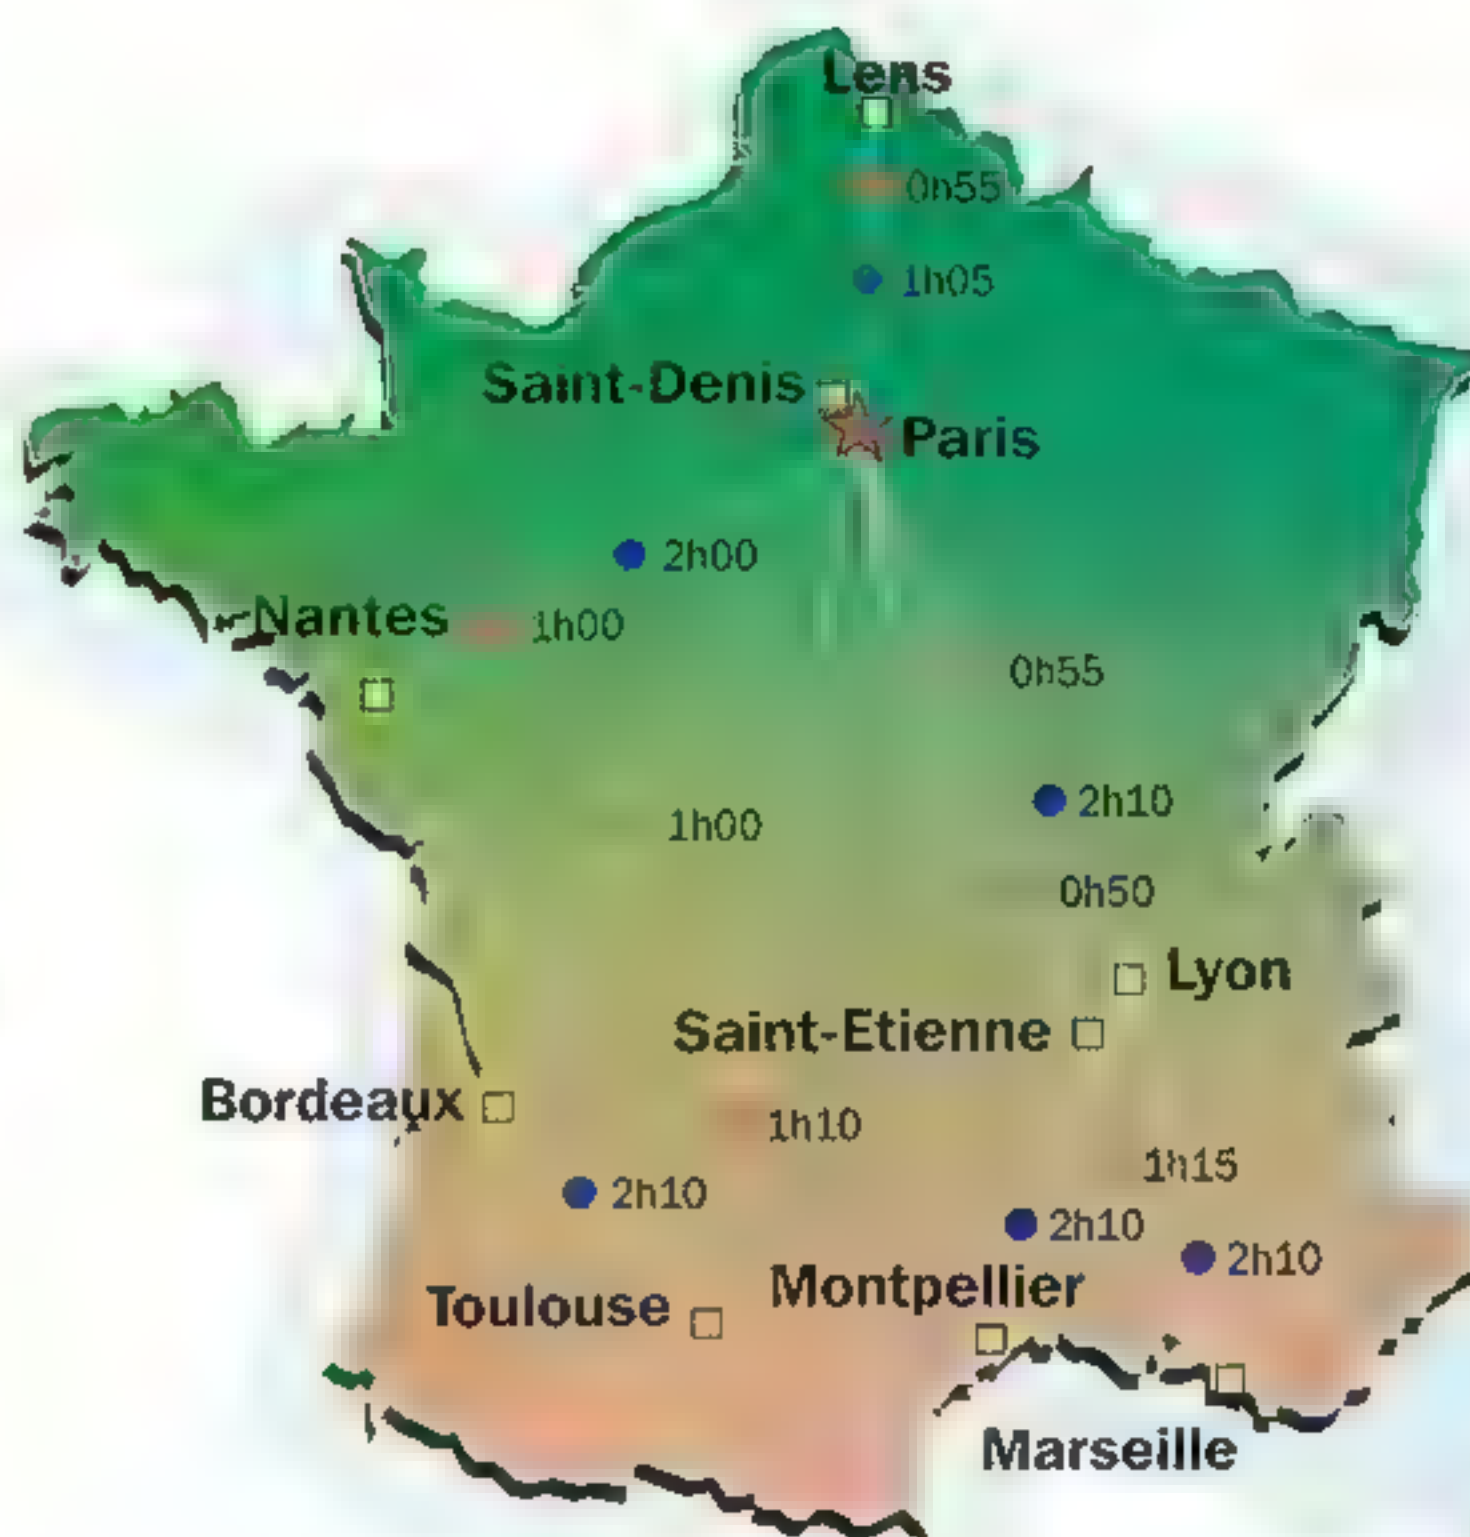 Lens
0h55
1h05
Saint-Denis
Paris
2h00
Nantes
1h00
0h55
1h00
2h10
0h50
Lyon
Saint-Etienne
Bordeaux
1h10
1h15
2h10
2h10
2h10
Montpellier
Toulouse
Marseille